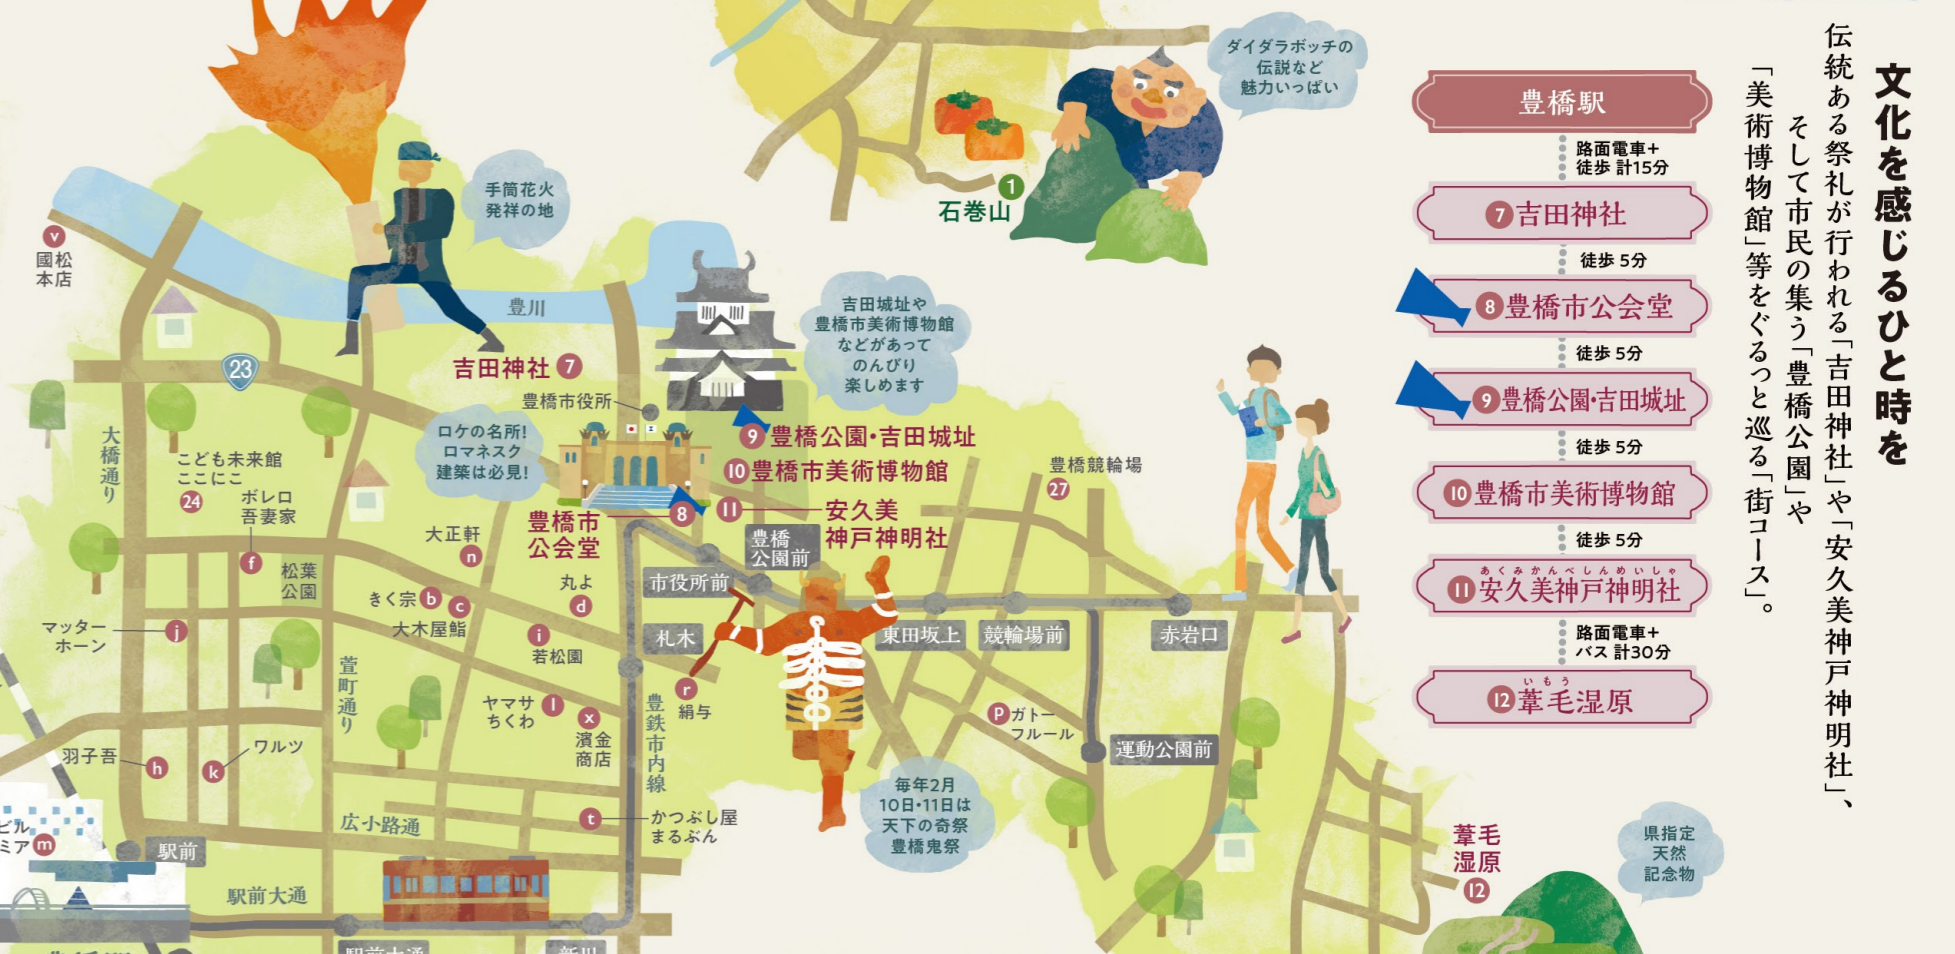 文化を感じるひと時を
伝統ある祭礼が行われる「吉田神社」や「安久美神戸神明社」、
そして市民の集う「豊橋公園」や
「美術博物館」等をぐるっと巡る「街コース」。
豊橋駅
路面電車+
徒歩 計15分
7 吉田神社
徒歩 5分
8 豊橋市公会堂
徒歩 5分
9 豊橋公園・吉田城址
徒歩 5分
10 豊橋市美術博物館
徒歩 5分
あくみかんべしんめいしゃ
11 安久美神戸神明社
路面電車+
バス 計30分
いもう
12 葦毛湿原
ダイダラボッチの
伝説など
魅力いっぱい
1
石巻山
手筒花火
発祥の地
v
國松
本店
豊川
23
吉田神社 7
豊橋市役所
吉田城址や
豊橋市美術博物館
などがあって
のんびり
楽しめます
ロケの名所!
ロマネスク
建築は必見!
9 豊橋公園・吉田城址
10 豊橋市美術博物館
11 安久美
神戸神明社
豊橋市
公会堂
8
豊橋競輪場
27
大橋通り
こども未来館
ここにこ
24
ボレロ
吾妻家
f
松葉
公園
大正軒
n
きく宗 b
c
大木屋鮨
丸よ
d
i
若松園
マッター
ホーン
j
萱町通り
ヤマサ
ちくわ
l
x
濱金
商店
r
絹与
豊鉄市内線
羽子吾
h
k
ワルツ
広小路通
t
かつぶし屋
まるぶん
豊橋
公園前
市役所前
札木
東田坂上
競輪場前
赤岩口
運動公園前
P ガトー
フルール
毎年2月
10日・11日は
天下の奇祭
豊橋鬼祭
ビル
ミア m
駅前
駅前大通
駅前大通
新川
葦毛
湿原
12
県指定
天然
記念物